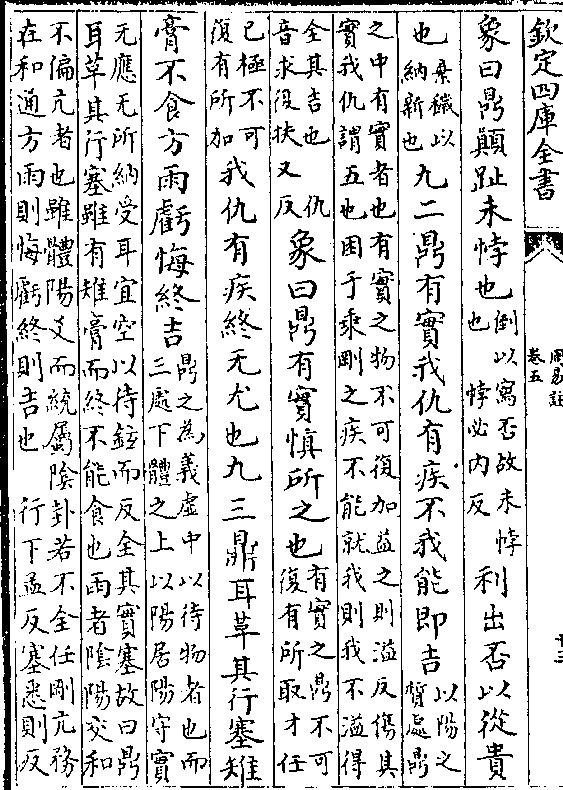 欽定四庫全書
周易註
卷五
十三
象曰鼎顛趾未悖也倒以寫否故未悖也 悖必内反利出否以從貴
也棄穢以納新也九二鼎有實我仇有疾不我能即吉以陽之質處鼎
之中有實者也有實之物不可復加益之則溢反傷其
實我仇謂五也困于乘剛之疾不能就我則我不溢得
全其吉也 仇音求復扶又反象曰鼎有實慎所之也有實之鼎不可復有所取才任
已極不可復有所加我仇有疾終无尤也九三鼎耳革其行塞雉
膏不食方雨虧悔終吉鼎之為義虚中以待物者也而三處下體之上以陽居陽守實
无應无所納受耳宜空以待鉉而反全其實塞故曰鼎
耳革其行塞雖有雉膏而終不能食也雨者陰陽交和
不偏亢者也雖體陽爻而統屬陰卦若不全任剛亢務
在和通方雨則悔虧終則吉也 行下孟反塞悉則反